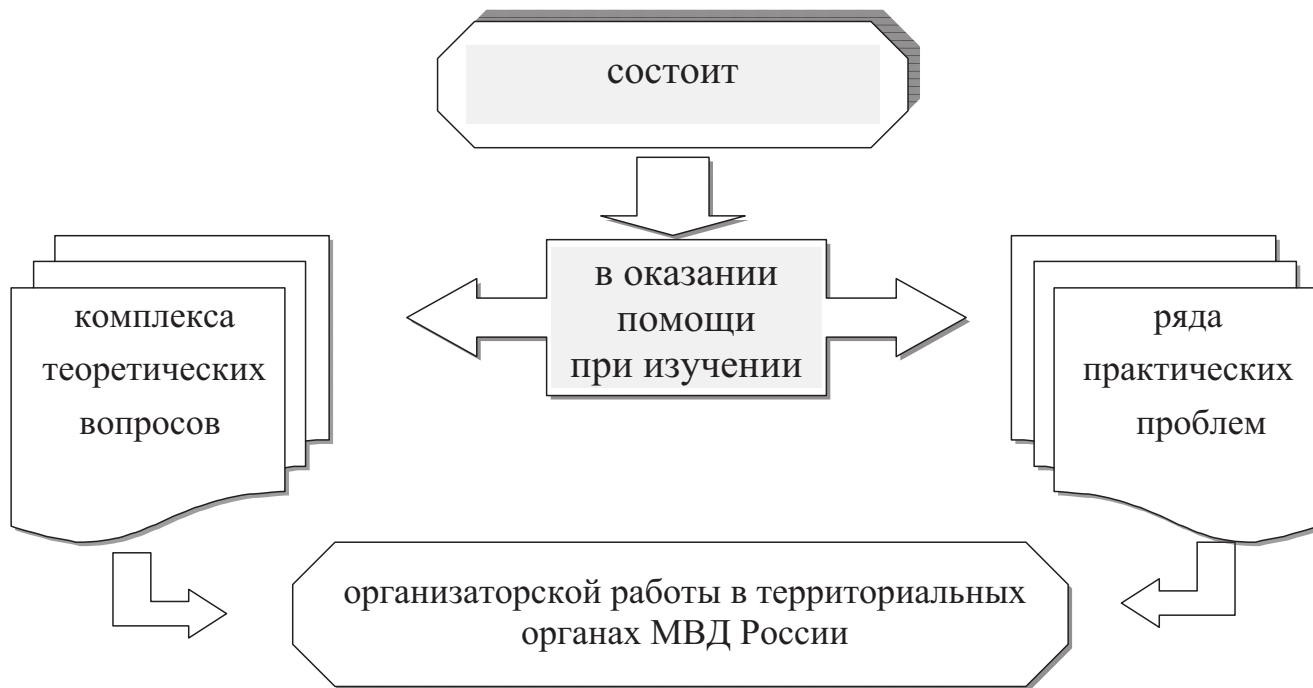 состоит
в оказании
помощи
при изучении
комплекса
теоретических
вопросов
ряда
практических
проблем
организаторской работы в территориальных
органах МВД России